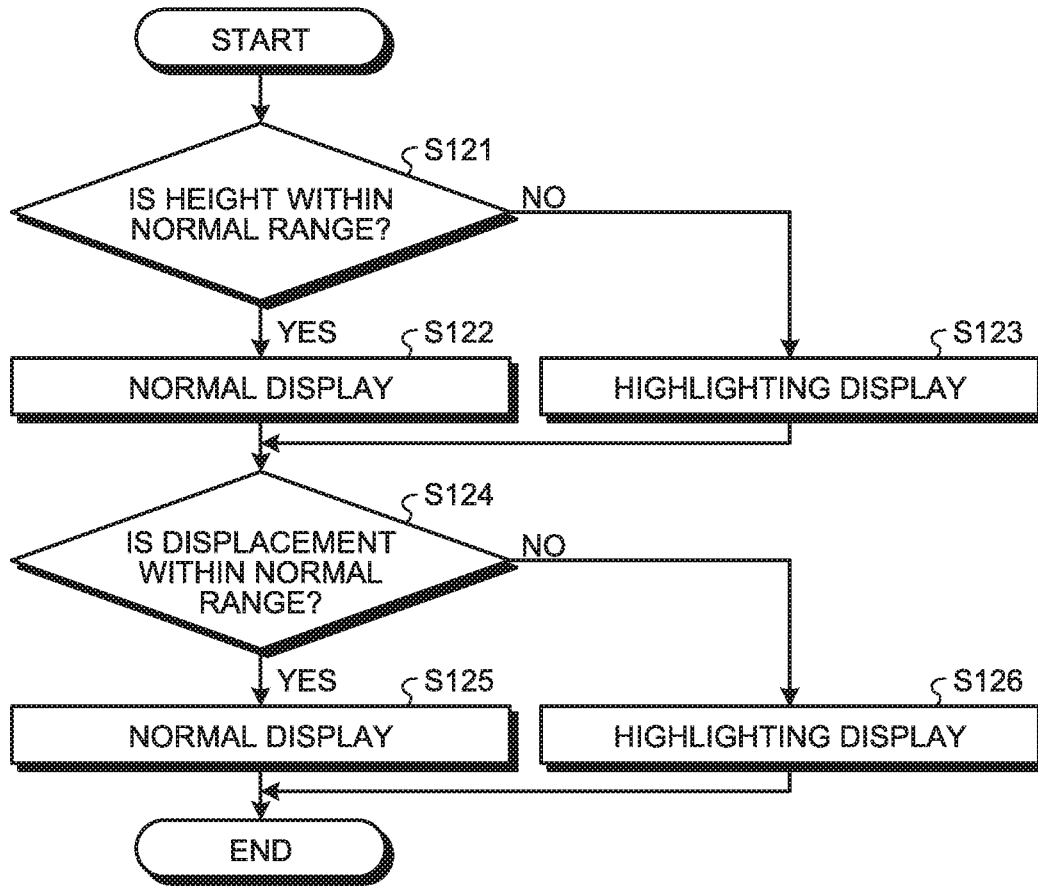 START
S121
IS HEIGHT WITHIN
NORMAL RANGE?
NO
YES
S122
S123
NORMAL DISPLAY
HIGHLIGHTING DISPLAY
S124
IS DISPLACEMENT
WITHIN NORMAL
RANGE?
NO
YES
S125
S126
NORMAL DISPLAY
HIGHLIGHTING DISPLAY
END